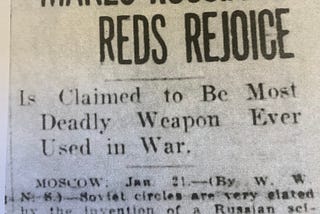 REDS REJOICE
Is Claimed to Be Most
Deadly Weapon Ever
Used in War.
MOSCOW, Jan. 21.—(By W. W
N. S.)—Soviet circles are very elated
by the invention of a Russian sci-